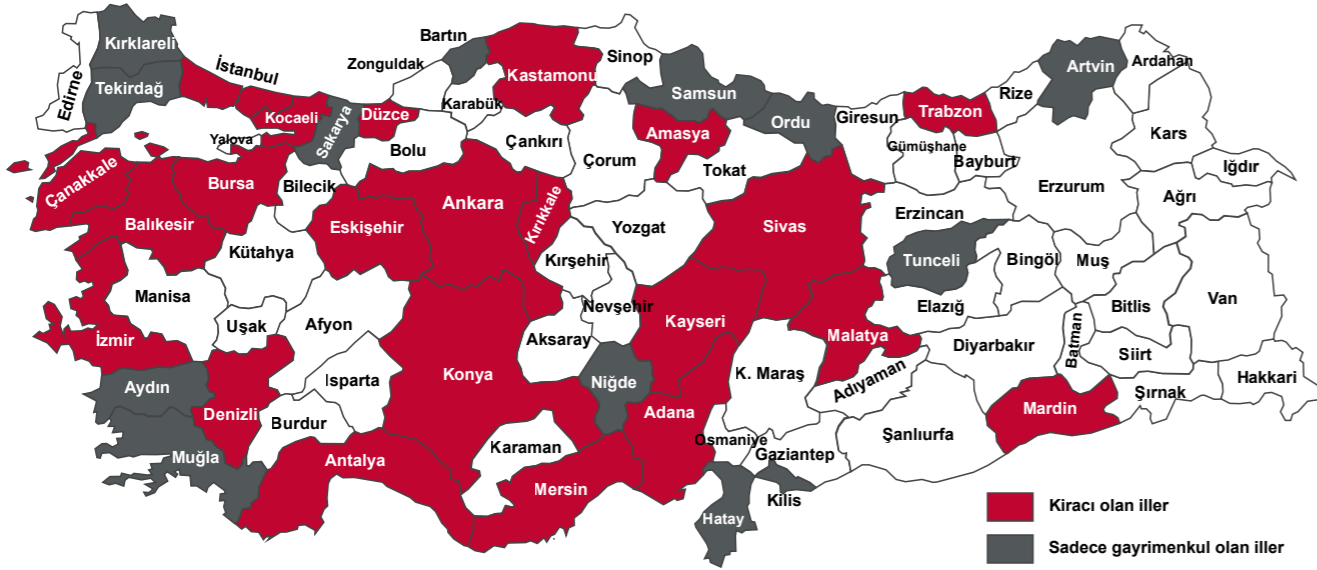 Kırklareli
Edirne
Tekirdağ
İstanbul
Kocaeli
Yalova
Sakarya
Düzce
Zonguldak
Bartın
Karabük
Kastamonu
Sinop
Bolu
Çankırı
Çorum
Samsun
Amasya
Ordu
Tokat
Giresun
Trabzon
Gümüşhane
Bayburt
Rize
Artvin
Ardahan
Kars
Iğdır
Ağrı
Erzurum
Erzincan
Çanakkale
Balıkesir
Bursa
Bilecik
Kütahya
Eskişehir
Ankara
Kırıkkale
Kırşehir
Yozgat
Sivas
Tunceli
Bingöl
Muş
Bitlis
Van
Manisa
Uşak
Afyon
İzmir
Aydın
Denizli
Isparta
Burdur
Muğla
Antalya
Konya
Aksaray
Nevşehir
Niğde
Kayseri
Karaman
Mersin
Adana
K. Maraş
Malatya
Elazığ
Adıyaman
Diyarbakır
Batman
Siirt
Mardin
Şırnak
Hakkari
Şanlıurfa
Osmaniye
Gaziantep
Kilis
Hatay
Kiracı olan iller
Sadece gayrimenkul olan iller